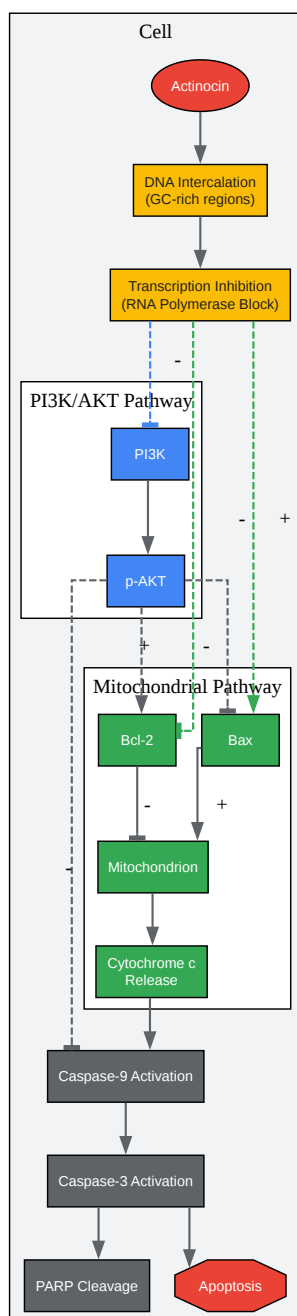 Cell
Actinocin
DNA Intercalation
(GC-rich regions)
Transcription Inhibition
(RNA Polymerase Block)
-
PI3K/AKT Pathway
PI3K
-
+
p-AKT
+
-
Mitochondrial Pathway
Bcl-2
Bax
-
+
Mitochondrion
-
Cytochrome c
Release
Caspase-9 Activation
Caspase-3 Activation
PARP Cleavage
Apoptosis